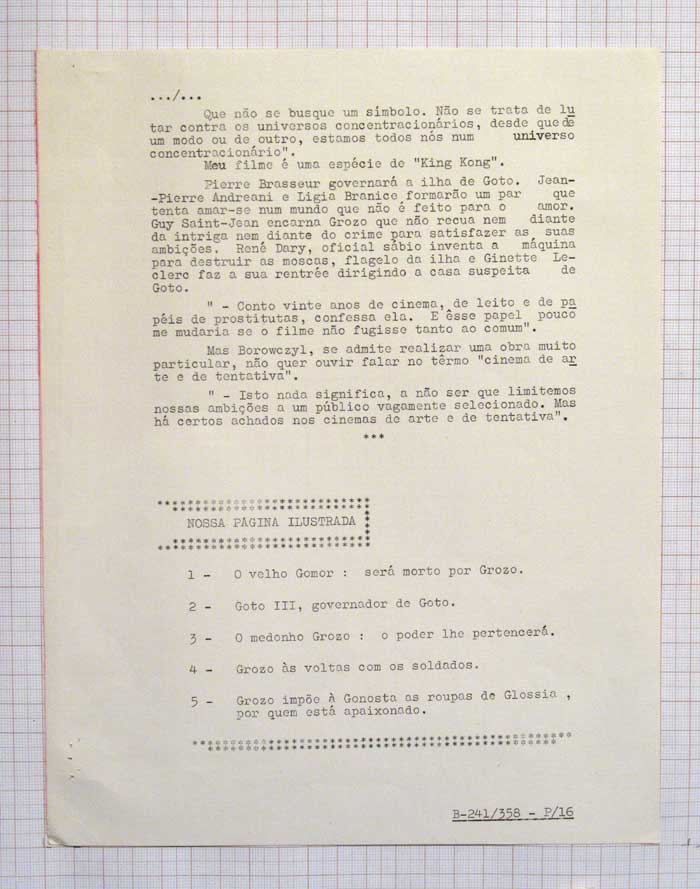 .../...
Que não se busque um símbolo. Não se trata de lu
tar contra os universos concentracionários, desde que de
um modo ou de outro, estamos todos nós num universo
concentracionário".
Meu filme é uma espécie de "King Kong".
Pierre Brasseur governará a ilha de Goto. Jean-
-Pierre Andreani e Ligia Branice formarão um par que
tenta amar-se num mundo que não é feito para o amor.
Guy Saint-Jean encarna Grozo que não recua nem diante
da intriga nem diante do crime para satisfazer as suas
ambições. René Dary, oficial sábio inventa a máquina
para destruir as moscas, flagelo da ilha e Ginette Le-
clerc faz a sua rentrée dirigindo a casa suspeita de
Goto.
" - Conto vinte anos de cinema, de leito e de pa
péis de prostitutas, confessa ela. E êsse papel pouco
me mudaria se o filme não fugisse tanto ao comum".
Mas Borowczyl, se admite realizar uma obra muito
particular, não quer ouvir falar no têrmo "cinema de ar
te e de tentativa".
" - Isto nada significa, a não ser que limitemos
nossas ambições a um público vagamente selecionado. Mas
há certos achados nos cinemas de arte e de tentativa".
***
NOSSA PÁGINA ILUSTRADA
1 - O velho Gomor : será morto por Grozo.
2 - Goto III, governador de Goto.
3 - O medonho Grozo : o poder lhe pertencerá.
4 - Grozo às voltas com os soldados.
5 - Grozo impõe à Gonosta as roupas de Glossia ,
por quem está apaixonado.
B-241/358 - P/16